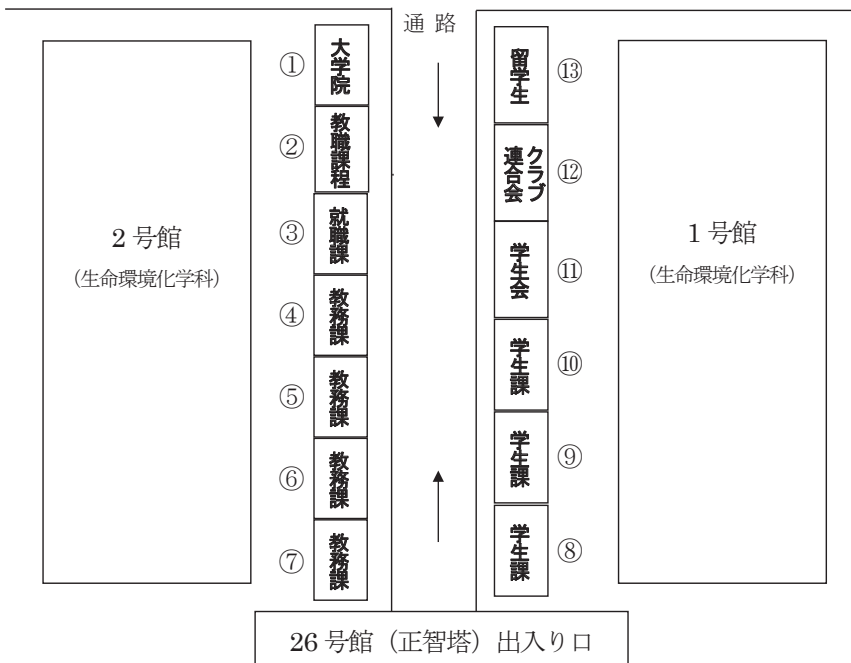 通 路
① 大学院
② 教職課程
③ 就職課
④ 教務課
⑤ 教務課
⑥ 教務課
⑦ 教務課
留学生 ⑬
クラブ
連合会 ⑫
学生会 ⑪
学生課 ⑩
学生課 ⑨
学生課 ⑧
2 号館
(生命環境化学科)
1 号館
(生命環境化学科)
26 号館（正智塔）出入り口